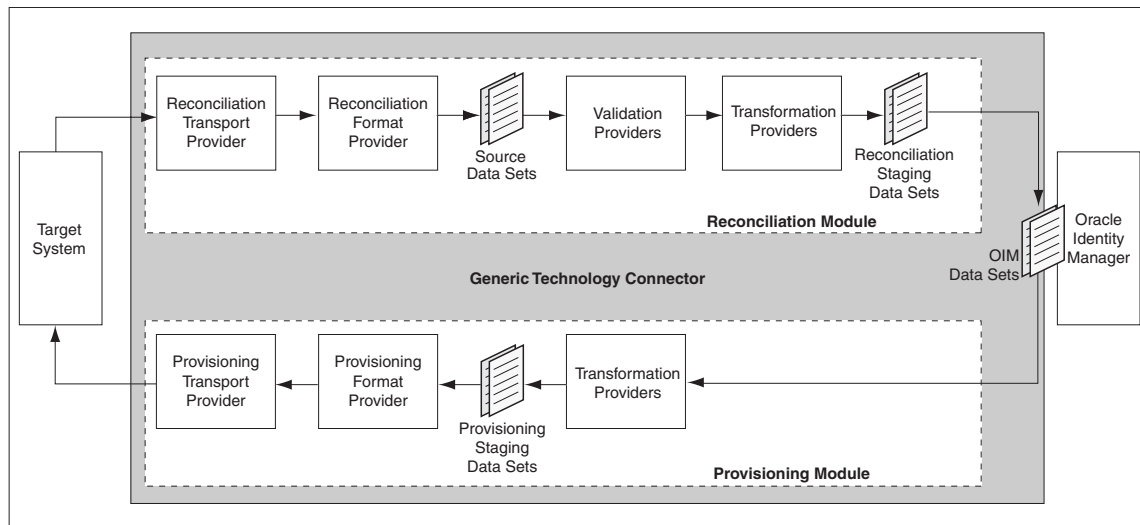 Reconciliation
Transport
Provider
Reconciliation
Format
Provider
Source
Data Sets
Validation
Providers
Transformation
Providers
Reconciliation
Staging
Data Sets
Reconciliation Module
Target
System
Generic Technology Connector
OIM
Data Sets
Oracle
Identity
Manager
Provisioning
Transport
Provider
Provisioning
Format
Provider
Provisioning
Staging
Data Sets
Transformation
Providers
Provisioning Module